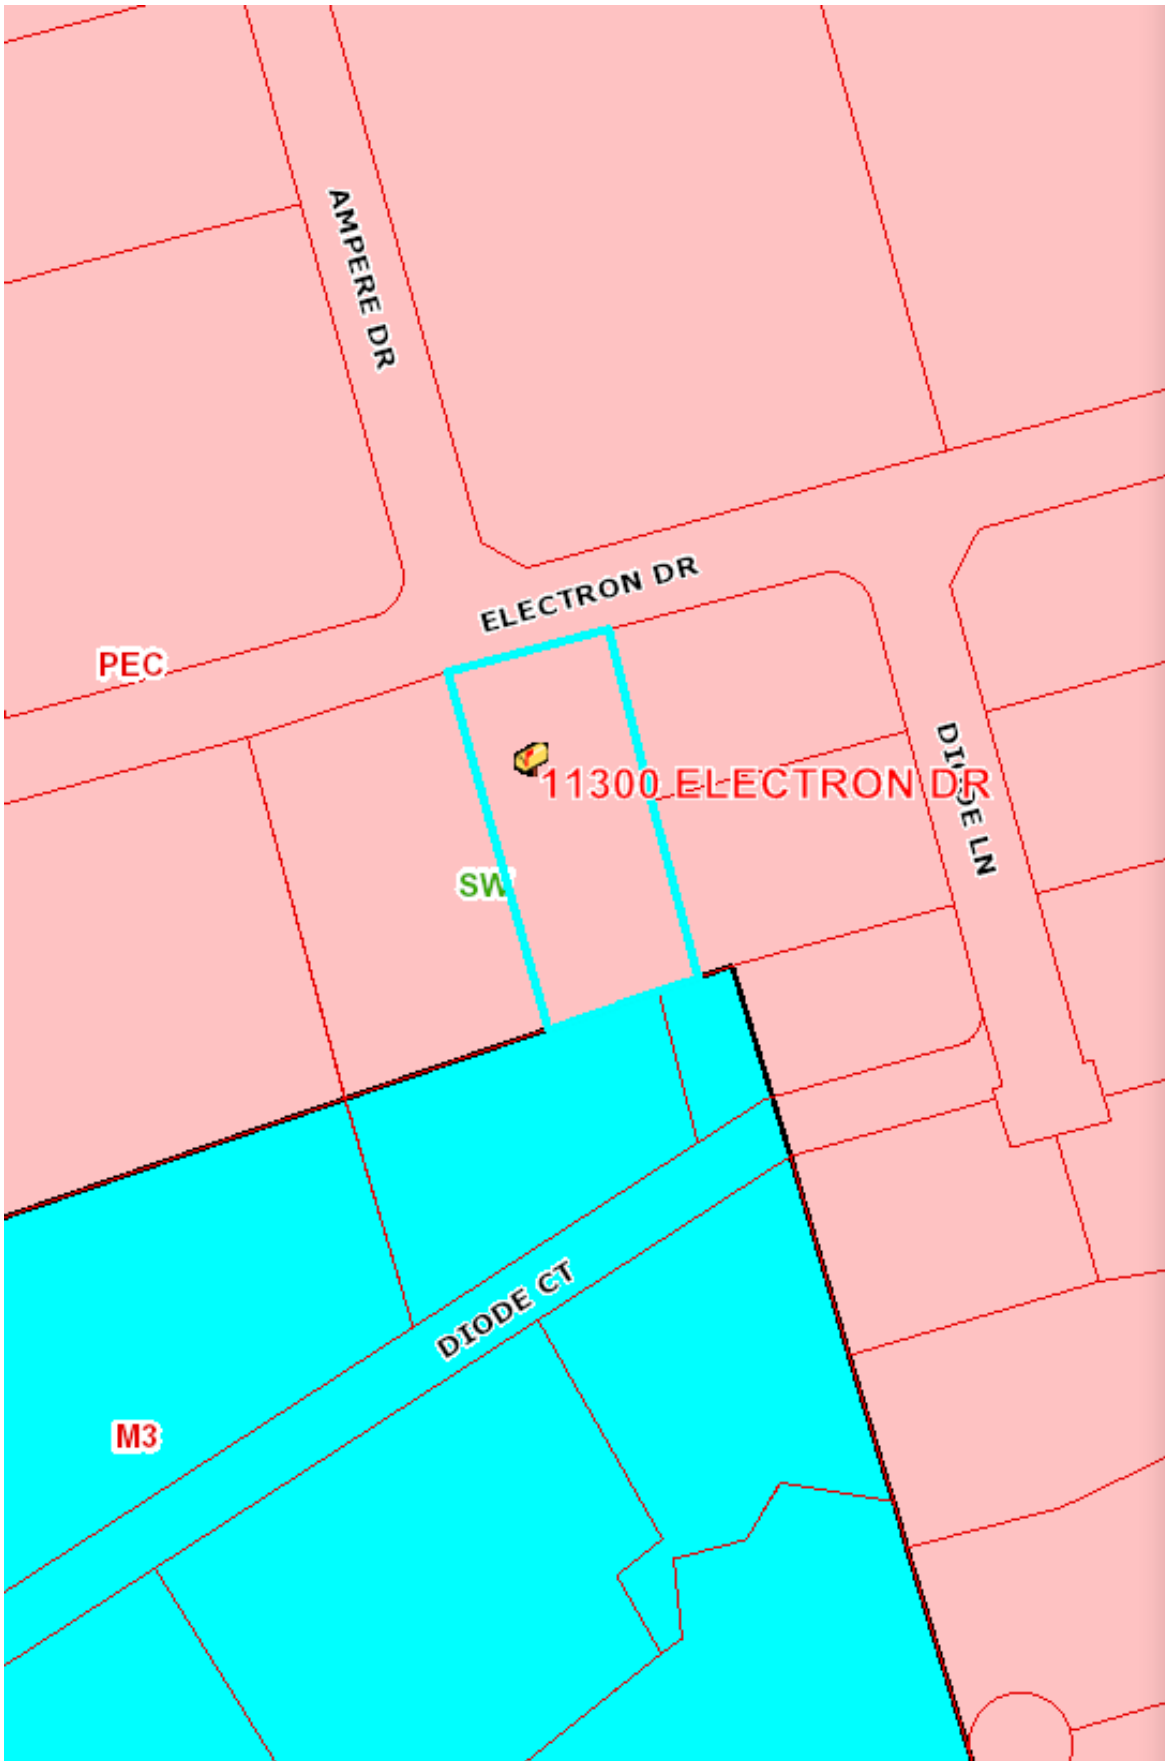 AMPERE DR
ELECTRON DR
PEC
11300 ELECTRON DR
DIODE LN
SW
DIODE CT
M3